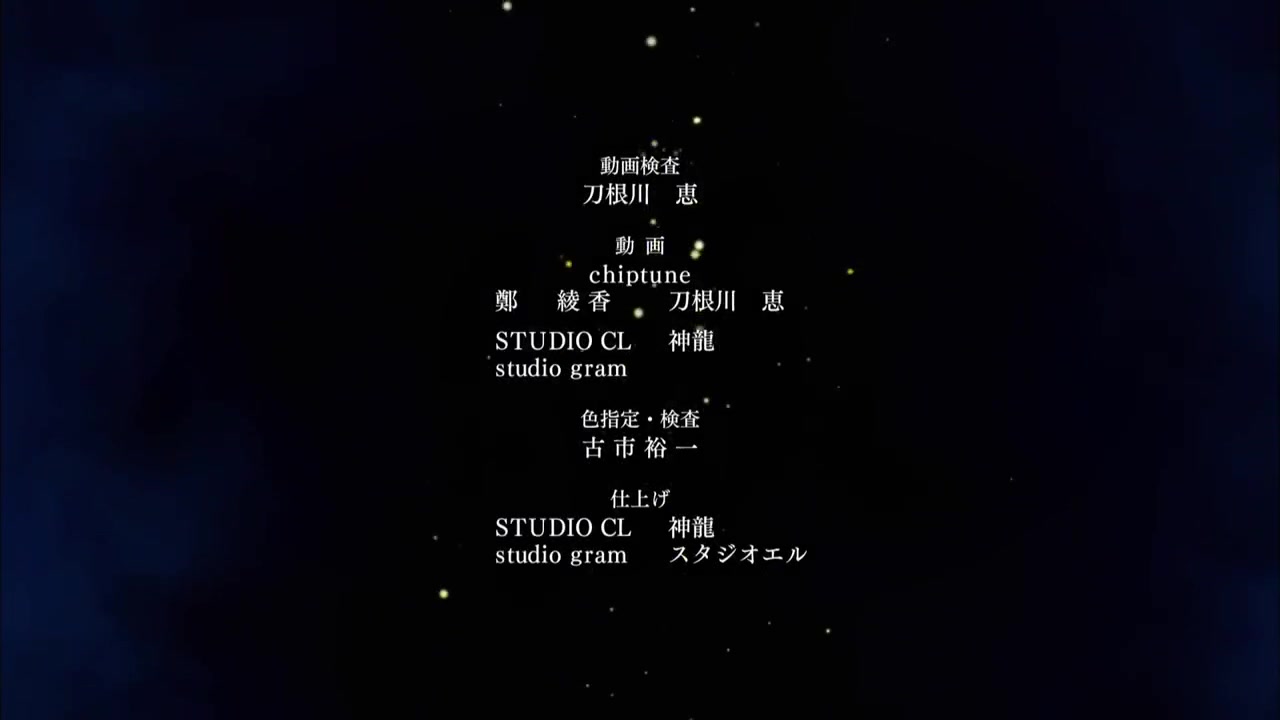 動画検査
刀根川　恵
動 画
chiptune
鄭　綾 香　刀根川　恵
STUDIO CL　神龍
studio gram
色指定・検査
古 市 裕 一
仕上げ
STUDIO CL　神龍
studio gram　スタジオエル